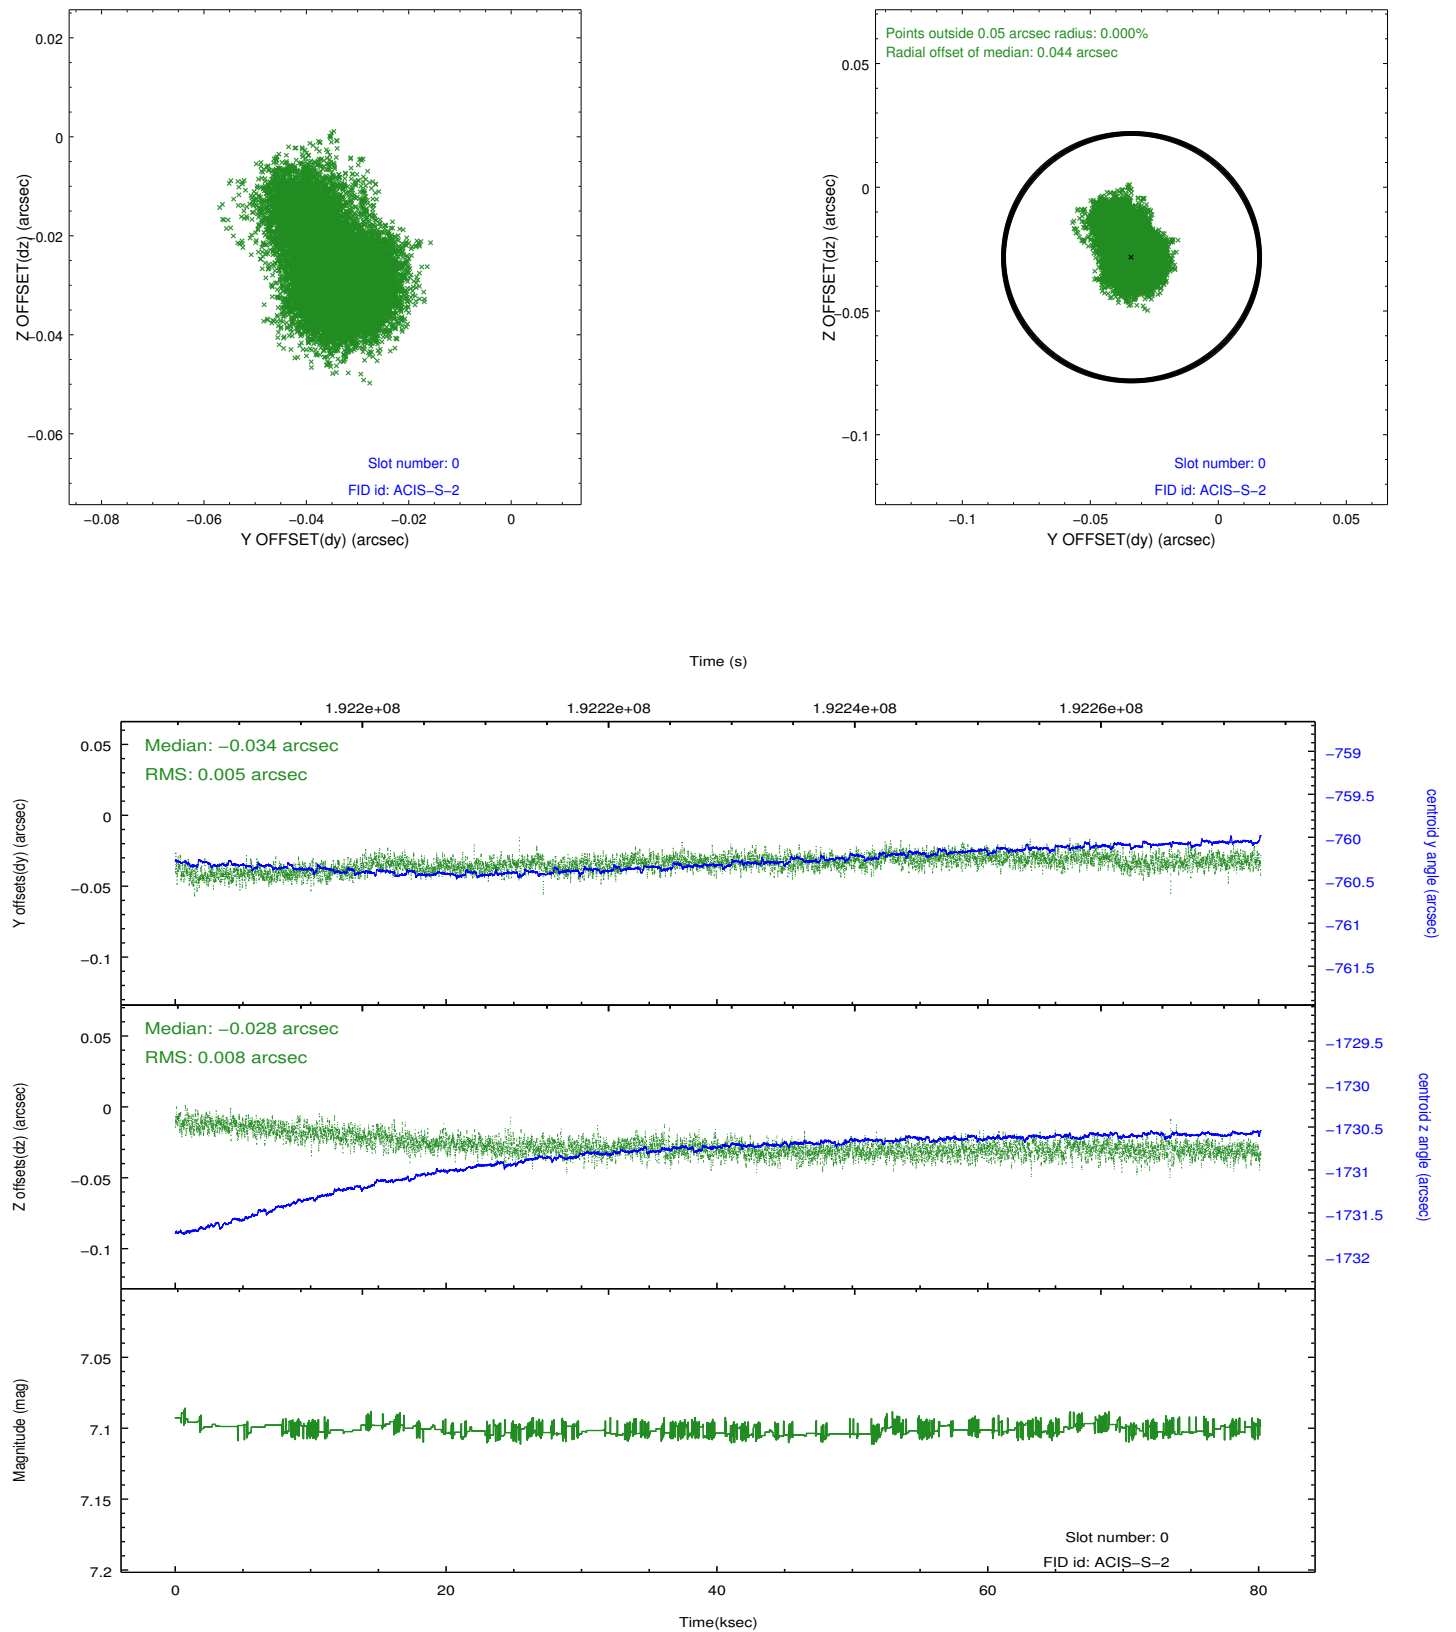 0.02
0
−0.02
−0.04
−0.06
Z OFFSET(dz) (arcsec)
Slot number: 0
FID id: ACIS−S−2
−0.08 −0.06 −0.04 −0.02 0
Y OFFSET(dy) (arcsec)
Points outside 0.05 arcsec radius: 0.000%
Radial offset of median: 0.044 arcsec
0.05
0
−0.05
−0.1
Z OFFSET(dz) (arcsec)
Slot number: 0
FID id: ACIS−S−2
−0.1 −0.05 0 0.05
Y OFFSET(dy) (arcsec)
Time (s)
1.922e+08 1.9222e+08 1.9224e+08 1.9226e+08
Median: −0.034 arcsec
RMS: 0.005 arcsec
0.05
0
−0.05
−0.1
Y offsets(dy) (arcsec)
−759
−759.5
−760
−760.5
−761
−761.5
centroid y angle (arcsec)
Median: −0.028 arcsec
RMS: 0.008 arcsec
0.05
0
−0.05
−0.1
Z offsets(dz) (arcsec)
−1729.5
−1730
−1730.5
−1731
−1731.5
−1732
centroid z angle (arcsec)
7.05
7.1
7.15
7.2
Magnitude (mag)
Slot number: 0
FID id: ACIS−S−2
0 20 40 60 80
Time(ksec)